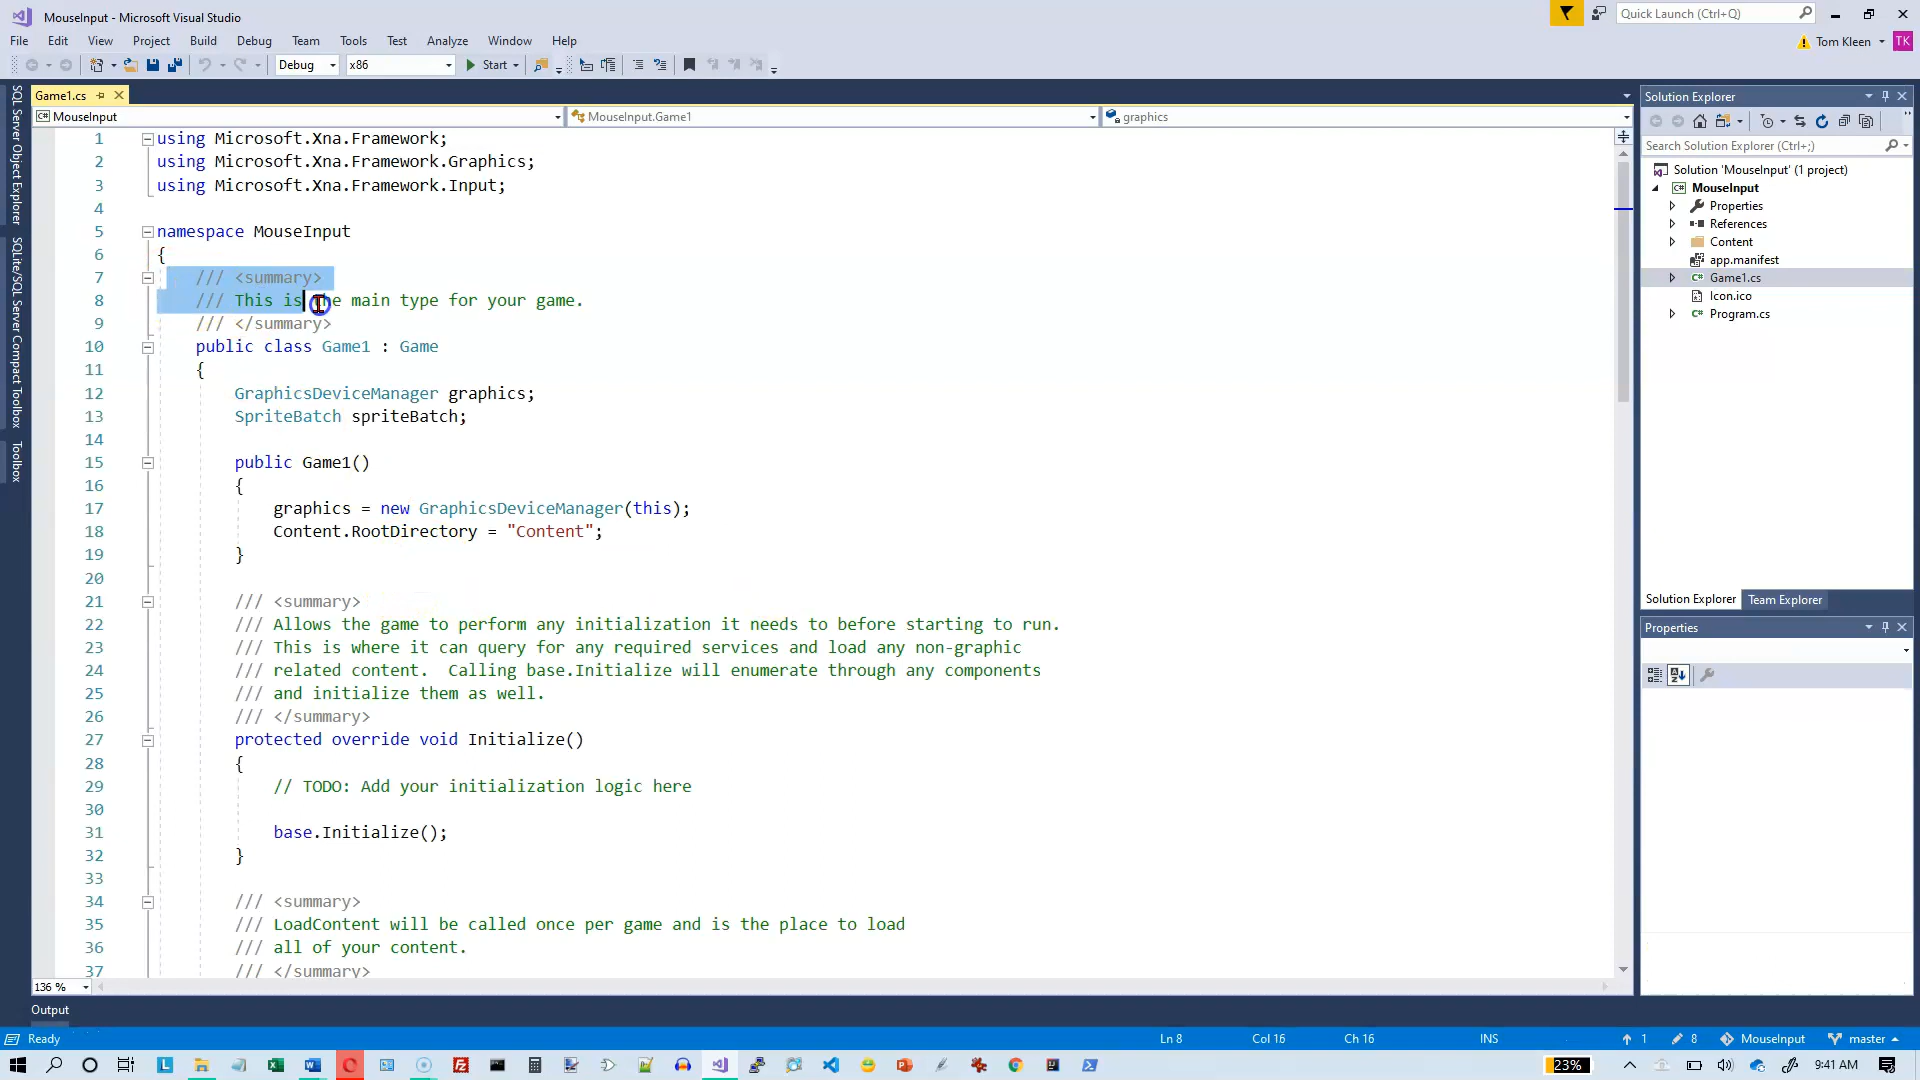 MouseInput - Microsoft Visual Studio
Quick Launch (Ctrl+Q)
File Edit View Project Build Debug Team Tools Test Analyze Window Help
Tom Kleen TK
Debug x86 Start
SQL Server Object Explorer
SQLite/SQL Server Compact Toolbox
Toolbox
Game1.cs
MouseInput MouseInput.Game1 graphics
1 using Microsoft.Xna.Framework;
2 using Microsoft.Xna.Framework.Graphics;
3 using Microsoft.Xna.Framework.Input;
4
5 namespace MouseInput
6 {
7 /// <summary>
8 /// This is the main type for your game.
9 /// </summary>
10 public class Game1 : Game
11 {
12 GraphicsDeviceManager graphics;
13 SpriteBatch spriteBatch;
14
15 public Game1()
16 {
17 graphics = new GraphicsDeviceManager(this);
18 Content.RootDirectory = "Content";
19 }
20
21 /// <summary>
22 /// Allows the game to perform any initialization it needs to before starting to run.
23 /// This is where it can query for any required services and load any non-graphic
24 /// related content.  Calling base.Initialize will enumerate through any components
25 /// and initialize them as well.
26 /// </summary>
27 protected override void Initialize()
28 {
29 // TODO: Add your initialization logic here
30
31 base.Initialize();
32 }
33
34 /// <summary>
35 /// LoadContent will be called once per game and is the place to load
36 /// all of your content.
37 /// </summary>
136 %
Output
Solution Explorer
Search Solution Explorer (Ctrl+;)
Solution 'MouseInput' (1 project)
MouseInput
Properties
References
Content
app.manifest
Game1.cs
Icon.ico
Program.cs
Solution Explorer Team Explorer
Properties
Ready Ln 8 Col 16 Ch 16 INS 1 8 MouseInput master
23% 9:41 AM